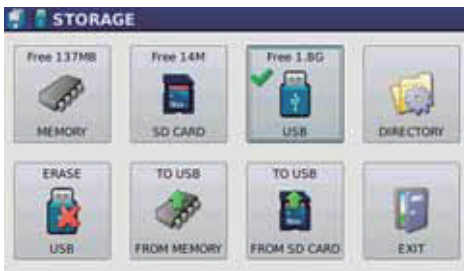 STORAGE
Free 137MB
MEMORY
Free 14M
SD CARD
Free 1.8G
USB
DIRECTORY
ERASE
USB
TO USB
FROM MEMORY
TO USB
FROM SD CARD
EXIT